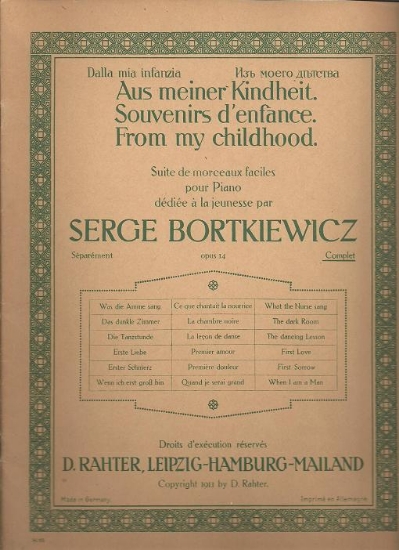 Dalla mia infanzia Изъ моего дѣтства
Aus meiner Kindheit.
Souvenirs d'enfance.
From my childhood.
Suite de morceaux faciles
pour Piano
dédiée à la jeunesse par
SERGE BORTKIEWICZ
Séparément opus 14 Complet
Was die Amme sang Ce que chantait la nourrice What the Nurse sang
Das dunkle Zimmer La chambre noire The dark Room
Die Tanzstunde La leçon de danse The dancing Lesson
Erste Liebe Premier amour First Love
Erster Schmerz Première douleur First Sorrow
Wenn ich erst groß bin Quand je serai grand When I am a Man
Droits d'exécution réservés
D. RAHTER, LEIPZIG-HAMBURG-MAILAND
Copyright 1911 by D. Rahter.
Made in Germany. Imprimé en Allemagne